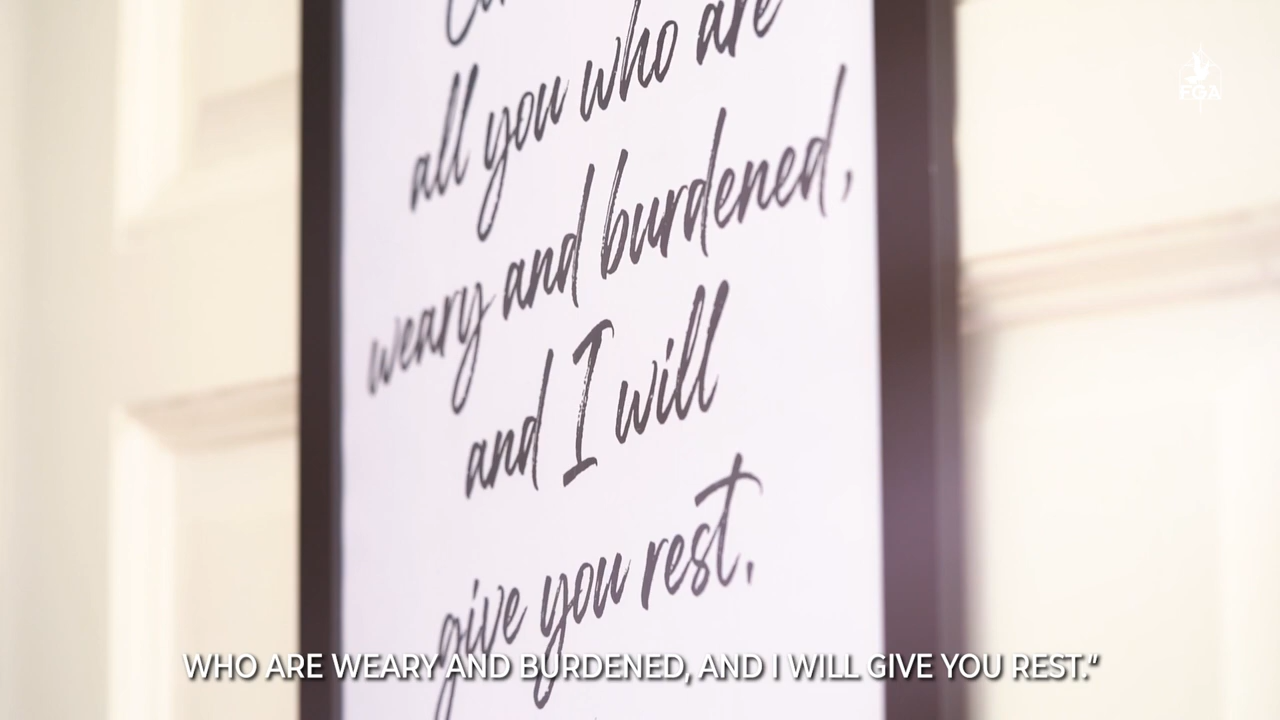 all you who are
weary and burdened,
and I will
give you rest.
FGA
WHO ARE WEARY AND BURDENED, AND I WILL GIVE YOU REST."